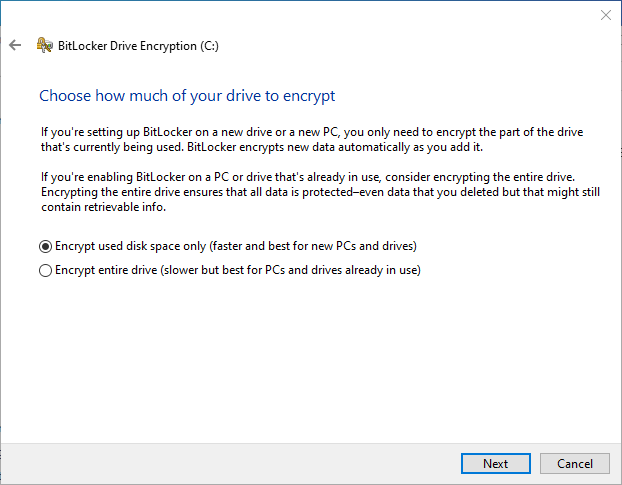 BitLocker Drive Encryption (C:)
Choose how much of your drive to encrypt
If you're setting up BitLocker on a new drive or a new PC, you only need to encrypt the part of the drive
that's currently being used. BitLocker encrypts new data automatically as you add it.
If you're enabling BitLocker on a PC or drive that's already in use, consider encrypting the entire drive.
Encrypting the entire drive ensures that all data is protected–even data that you deleted but that might still
contain retrievable info.
Encrypt used disk space only (faster and best for new PCs and drives)
Encrypt entire drive (slower but best for PCs and drives already in use)
Next
Cancel